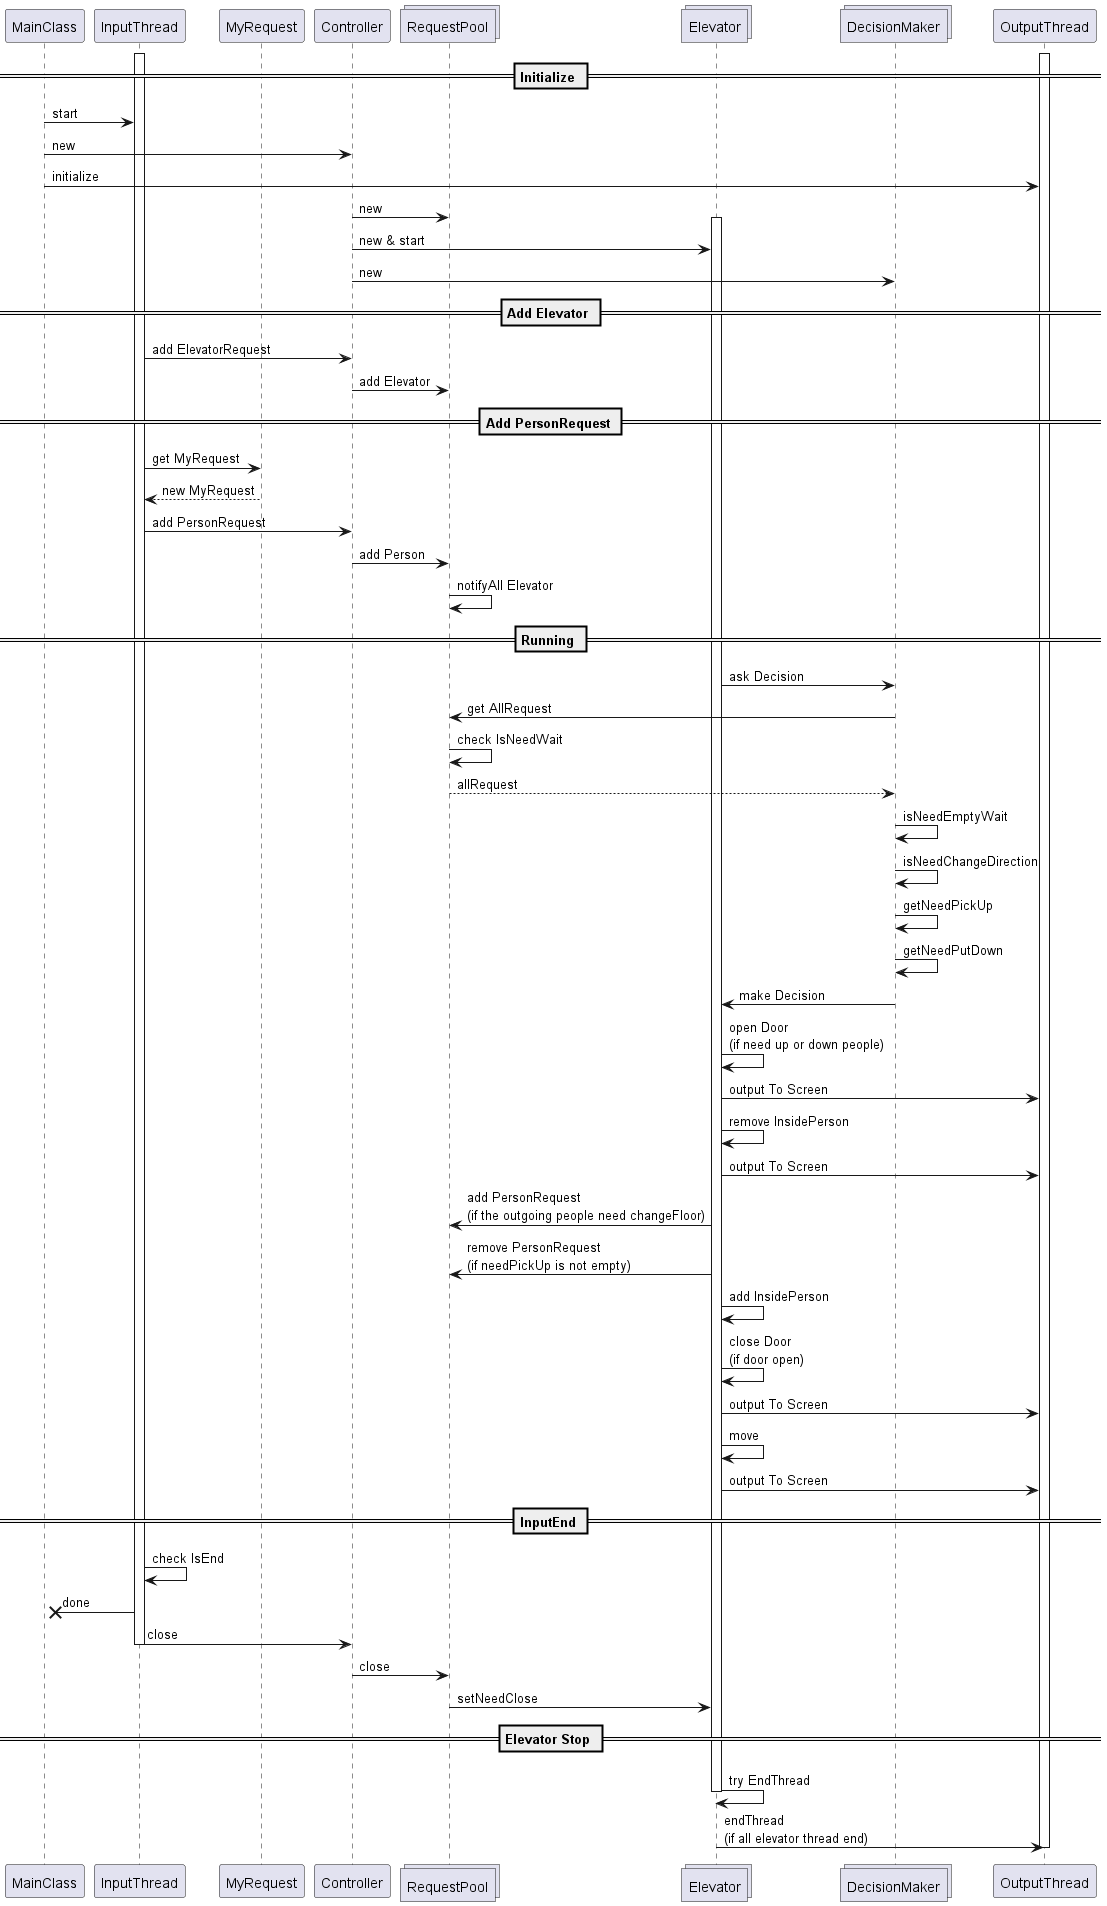 MainClass
InputThread
MyRequest
Controller
RequestPool
Elevator
DecisionMaker
OutputThread
Initialize
start
new
initialize
new
new & start
new
Add Elevator
add ElevatorRequest
add Elevator
Add PersonRequest
get MyRequest
new MyRequest
add PersonRequest
add Person
notifyAll Elevator
Running
ask Decision
get AllRequest
check IsNeedWait
allRequest
isNeedEmptyWait
isNeedChangeDirection
getNeedPickUp
getNeedPutDown
make Decision
open Door
(if need up or down people)
output To Screen
remove InsidePerson
output To Screen
add PersonRequest
(if the outgoing people need changeFloor)
remove PersonRequest
(if needPickUp is not empty)
add InsidePerson
close Door
(if door open)
output To Screen
move
output To Screen
InputEnd
check IsEnd
done
close
close
setNeedClose
Elevator Stop
try EndThread
endThread
(if all elevator thread end)
MainClass
InputThread
MyRequest
Controller
RequestPool
Elevator
DecisionMaker
OutputThread